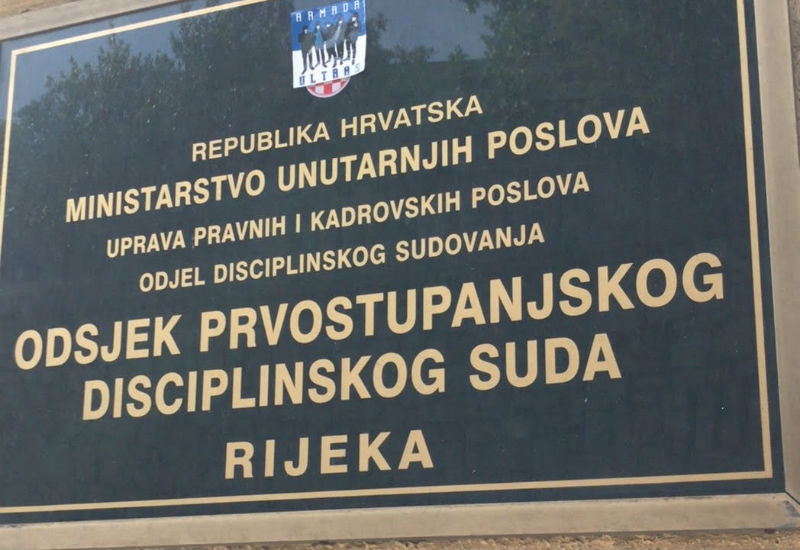 ARMADA
ULTRAS
REPUBLIKA HRVATSKA
MINISTARSTVO UNUTARNJIH POSLOVA
UPRAVA PRAVNIH I KADROVSKIH POSLOVA
ODJEL DISCIPLINSKOG SUDOVANJA
ODSJEK PRVOSTUPANJSKOG
DISCIPLINSKOG SUDA
RIJEKA